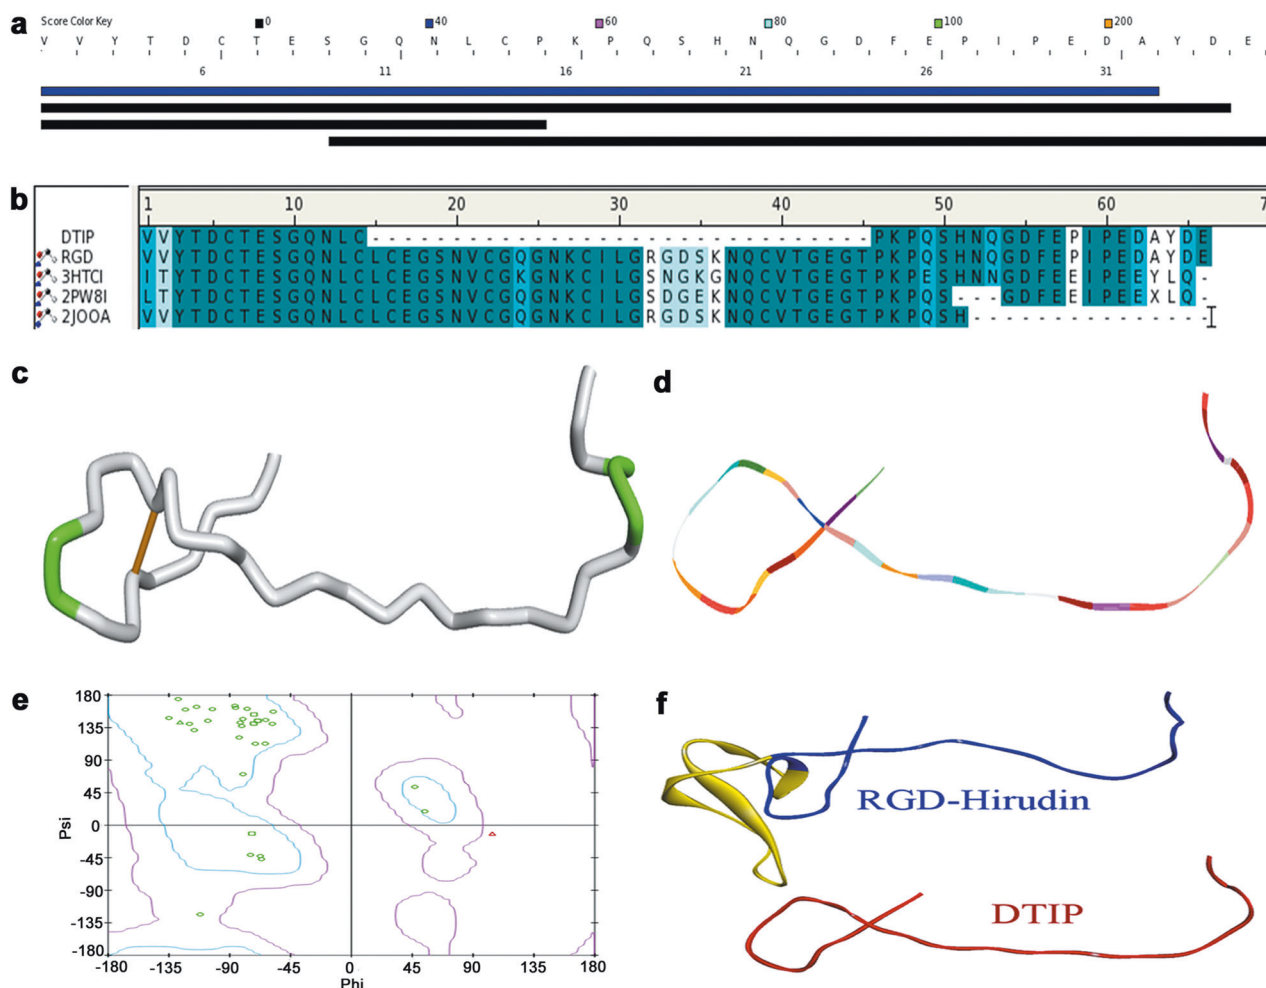 a
Score Color Key 0 40 60 80 100 200
V V Y T D C T E S G Q N L C P K P Q S H N Q G D F E P I P E D A Y D E
6 11 16 21 26 31
b
1 10 20 30 40 50 60 7
DTIP V V Y T D C T E S G Q N L C - - - - - - - - - - - - - - - - - - - - - - - - - - - - - - - P K P Q S H N Q G D F E P I P E D A Y D E
RGD V V Y T D C T E S G Q N L C L C E G S N V C G Q G N K C I L G R G D S K N Q C V T G E G T P K P Q S H N Q G D F E P I P E D A Y D E
3HTCI I T Y T D C T E S G Q N L C L C E G S N V C G K G N K C I L G S N G K G N Q C V T G E G T P K P E S H N N G D F E E I P E E Y L Q -
2PW8I L T Y T D C T E S G Q N L C L C E G S N V C G Q G N K C I L G S D G E K N Q C V T G E G T P K P Q S - - - G D F E E I P E E X L Q -
2JOOA V V Y T D C T E S G Q N L C L C E G S N V C G Q G N K C I L G R G D S K N Q C V T G E G T P K P Q S H - - - - - - - - - - - - - - -
c
d
e
180
135
90
45
0
-45
-90
-135
-180
Psi
-180 -135 -90 -45 0 45 90 135 180
Phi
f
RGD-Hirudin
DTIP